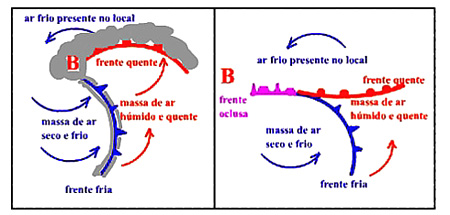 ar frio presente no local
B
frente quente
massa de ar
seco e frio
massa de ar
húmido e quente
frente fria
ar frio presente no local
B
frente quente
frente
oclusa
massa de ar
húmido e quente
massa de ar
seco e frio
frente fria